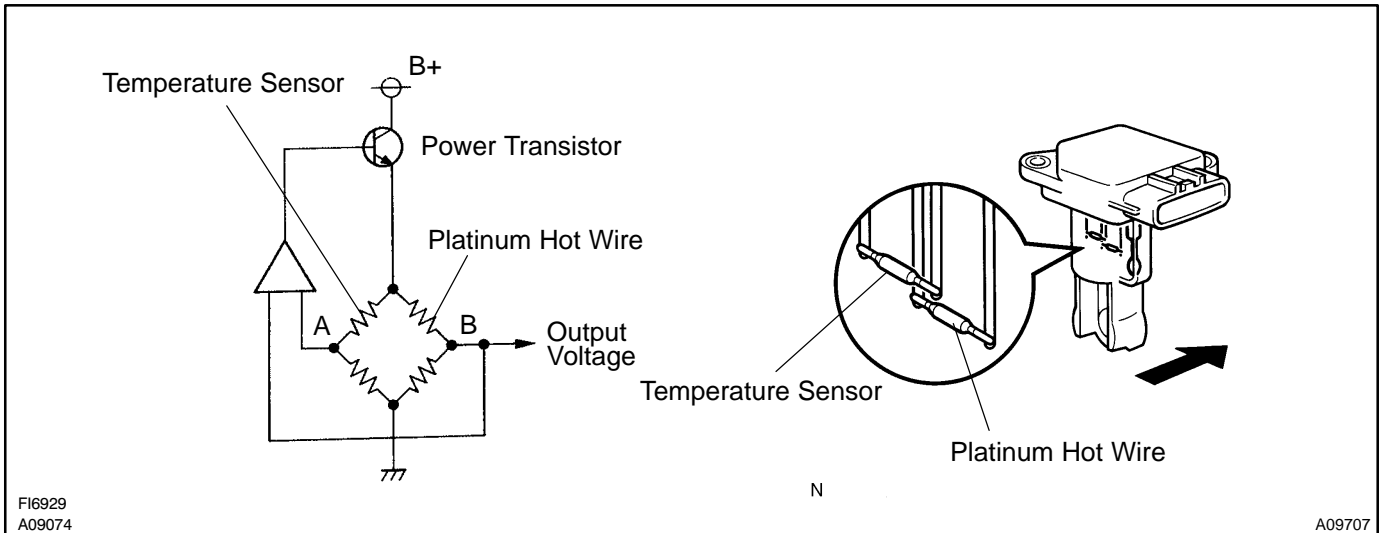 Temperature Sensor
B+
Power Transistor
Platinum Hot Wire
A
B
Output
Voltage
Temperature Sensor
Platinum Hot Wire
N
FI6929
A09074
A09707